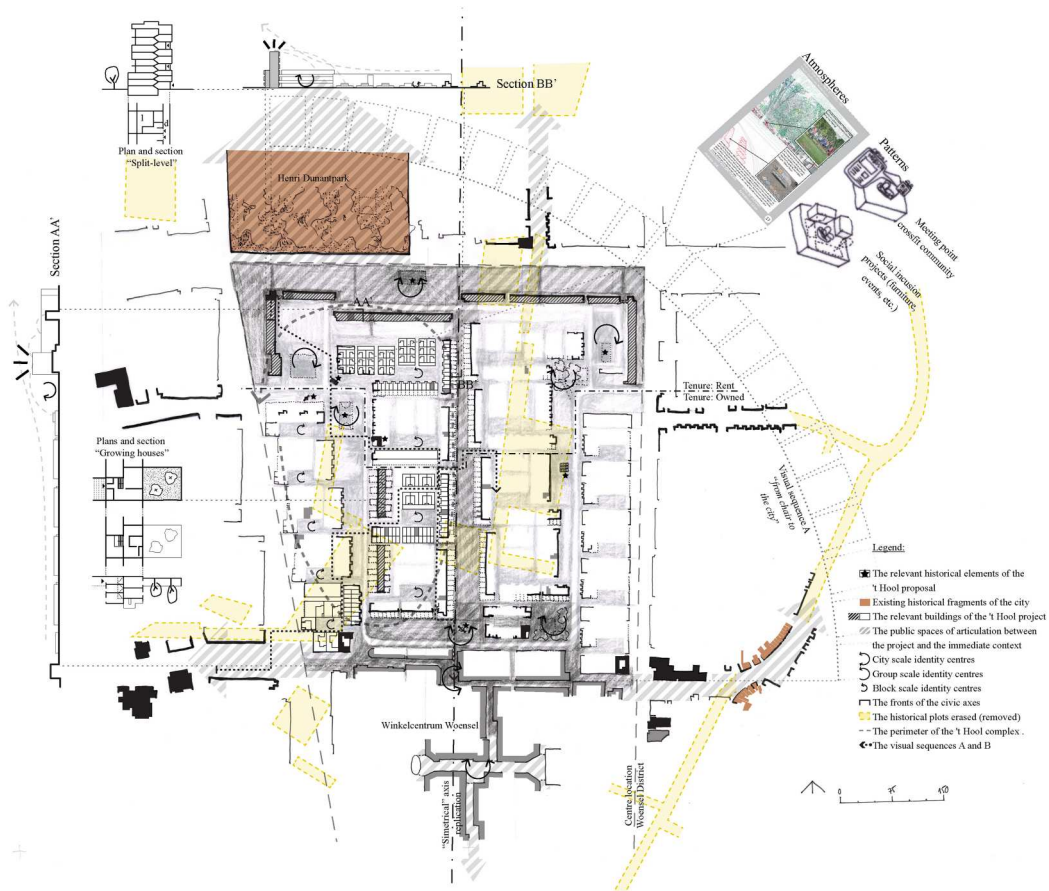 Section BB'
Atmospheres
Patterns
Plan and section
"Split-level"
Henri Dunantpark
Meeting point
crossfit community
Social incusion
projects (furniture,
events, etc.)
Section AA'
AA'
BB'
Tenure: Rent
Tenure: Owned
Plans and section
"Growing houses"
Visual sequence A
"from chair to
the city"
Legend:
The relevant historical elements of the
't Hool proposal
Existing historical fragments of the city
The relevant buildings of the 't Hool project
The public spaces of articulation between
the project and the immediate context
City scale identity centres
Group scale identity centres
Block scale identity centres
The fronts of the civic axes
The historical plots erased (removed)
The perimeter of the 't Hool complex .
The visual sequences A and B
Winkelcentrum Woensel
"Simetrical" axis
replication
Centre location
Woensel District
0 75 150